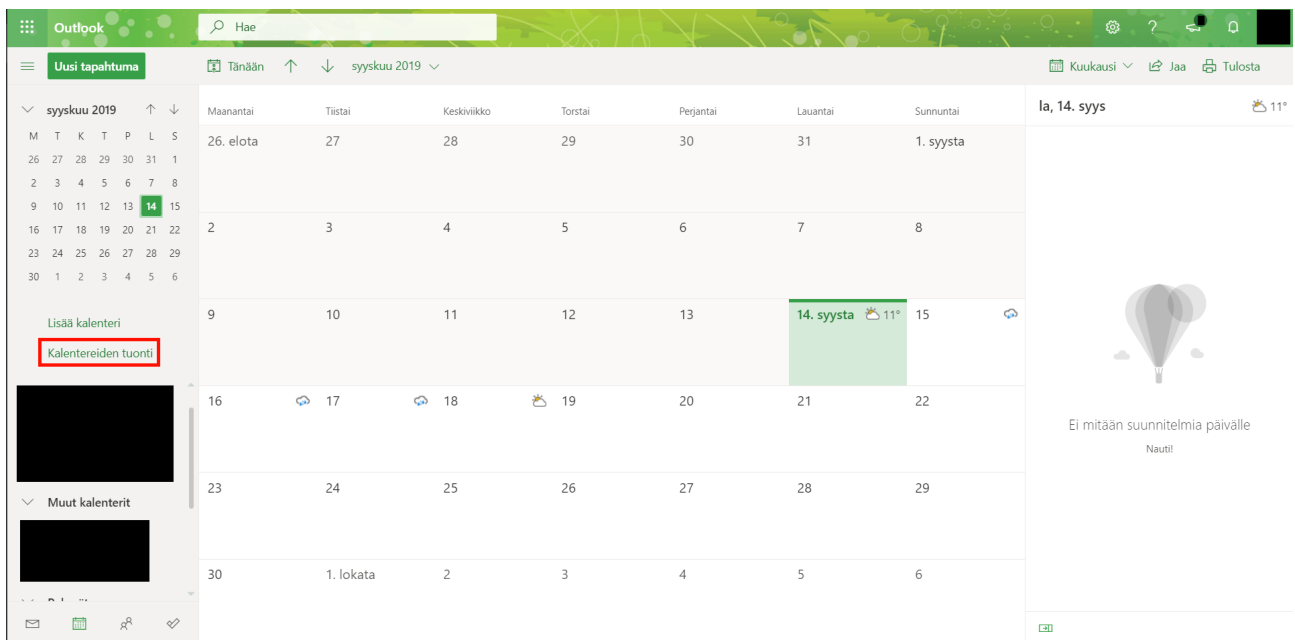 Outlook
Hae
Uusi tapahtuma
Tänään
syyskuu 2019
Kuukausi
Jaa
Tulosta
syyskuu 2019
M T K T P L S
26 27 28 29 30 31 1
2 3 4 5 6 7 8
9 10 11 12 13 14 15
16 17 18 19 20 21 22
23 24 25 26 27 28 29
30 1 2 3 4 5 6
Lisää kalenteri
Kalentereiden tuonti
Muut kalenterit
Maanantai Tiistai Keskiviikko Torstai Perjantai Lauantai Sunnuntai
26. elota 27 28 29 30 31 1. syysta
2 3 4 5 6 7 8
9 10 11 12 13 14. syysta 11° 15
16 17 18 19 20 21 22
23 24 25 26 27 28 29
30 1. lokata 2 3 4 5 6
la, 14. syys 11°
Ei mitään suunnitelmia päivälle
Nauti!